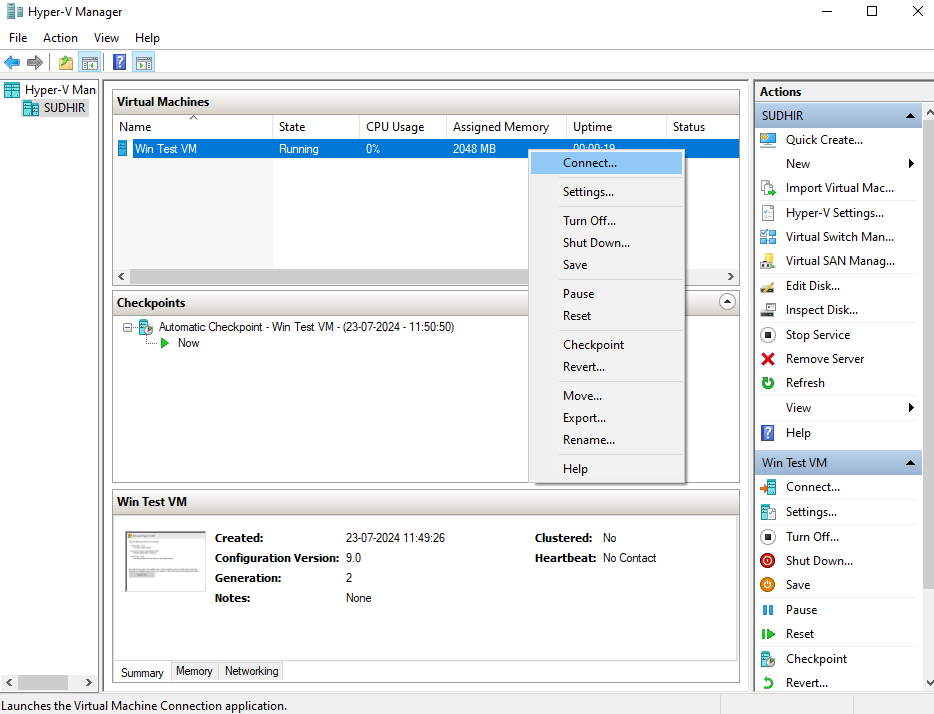 Hyper-V Manager
File Action View Help
Hyper-V Man
SUDHIR
Virtual Machines
Name State CPU Usage Assigned Memory Uptime Status
Win Test VM Running 0% 2048 MB 00:00:19
Connect...
Settings...
Turn Off...
Shut Down...
Save
Pause
Reset
Checkpoint
Revert...
Move...
Export...
Rename...
Help
Checkpoints
Automatic Checkpoint - Win Test VM - (23-07-2024 - 11:50:50)
Now
Win Test VM
Created: 23-07-2024 11:49:26 Clustered: No
Configuration Version: 9.0 Heartbeat: No Contact
Generation: 2
Notes: None
Summary Memory Networking
Actions
SUDHIR
Quick Create...
New
Import Virtual Mac...
Hyper-V Settings...
Virtual Switch Man...
Virtual SAN Manag...
Edit Disk...
Inspect Disk...
Stop Service
Remove Server
Refresh
View
Help
Win Test VM
Connect...
Settings...
Turn Off...
Shut Down...
Save
Pause
Reset
Checkpoint
Revert...
Launches the Virtual Machine Connection application.